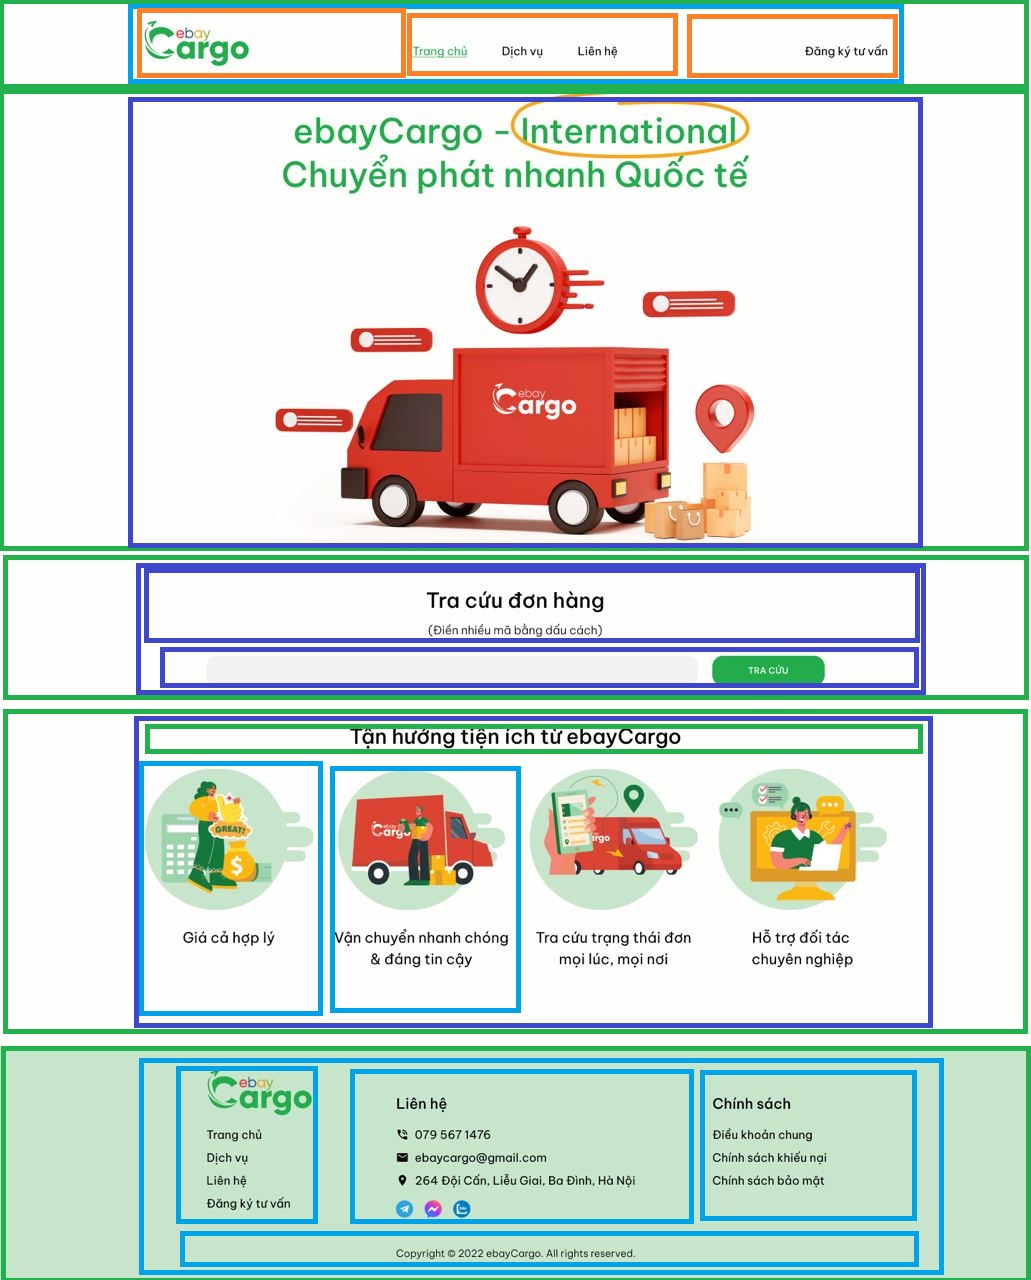 ebay
Cargo
Trang chủ
Dịch vụ
Liên hệ
Đăng ký tư vấn
ebayCargo - International
Chuyển phát nhanh Quốc tế
ebay
Cargo
Tra cứu đơn hàng
(Điền nhiều mã bằng dấu cách)
TRA CỨU
Tận hưởng tiện ích từ ebayCargo
GREAT!
$
ebay
Cargo
argo
Giá cả hợp lý
Vận chuyển nhanh chóng
& đáng tin cậy
Tra cứu trạng thái đơn
mọi lúc, mọi nơi
Hỗ trợ đối tác
chuyên nghiệp
ebay
Cargo
Trang chủ
Dịch vụ
Liên hệ
Đăng ký tư vấn
Liên hệ
079 567 1476
ebaycargo@gmail.com
264 Đội Cấn, Liễu Giai, Ba Đình, Hà Nội
Chính sách
Điều khoản chung
Chính sách khiếu nại
Chính sách bảo mật
Copyright © 2022 ebayCargo. All rights reserved.